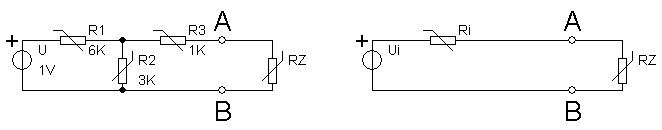 A
R1
R3
+
U
6K
1K
R2
RZ
1V
3K
B
A
Ri
+
Ui
RZ
B